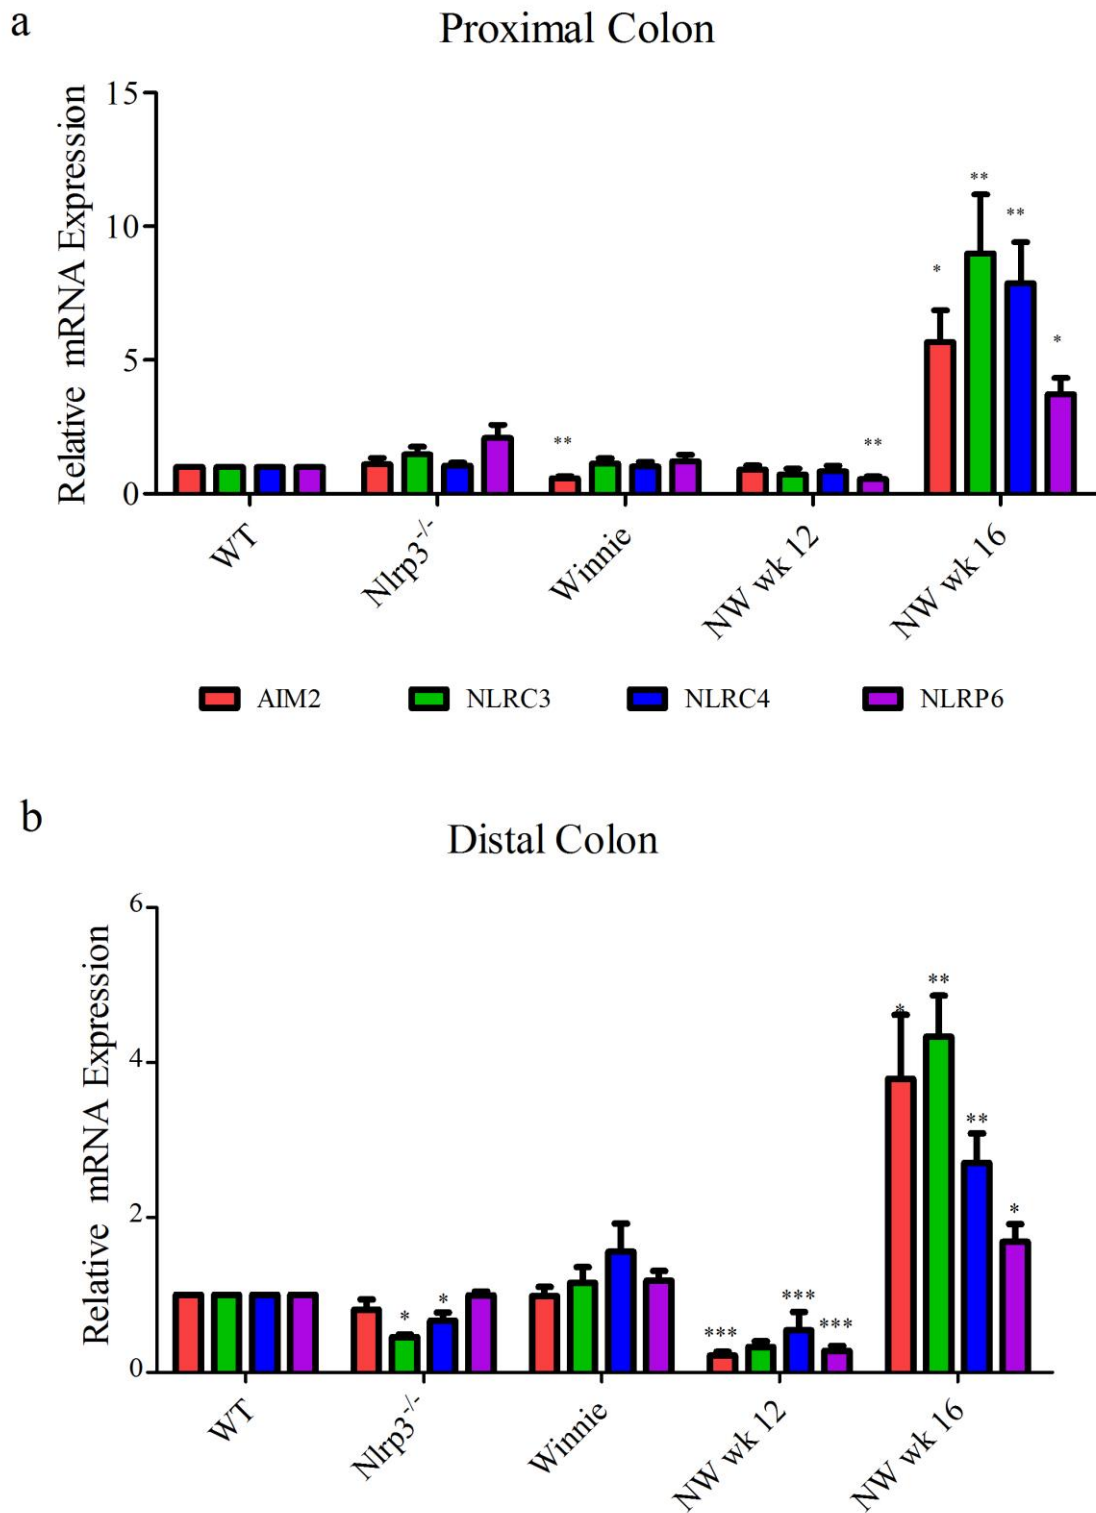 a
Proximal Colon
Relative mRNA Expression
15
10
5
0
**
**
*
**
**
*
WT
Nlrp3-/-
Winnie
NW wk 12
NW wk 16
AIM2 NLRC3 NLRC4 NLRP6
b
Distal Colon
Relative mRNA Expression
6
4
2
0
*
*
***
***
***
*
**
**
*
WT
Nlrp3-/-
Winnie
NW wk 12
NW wk 16